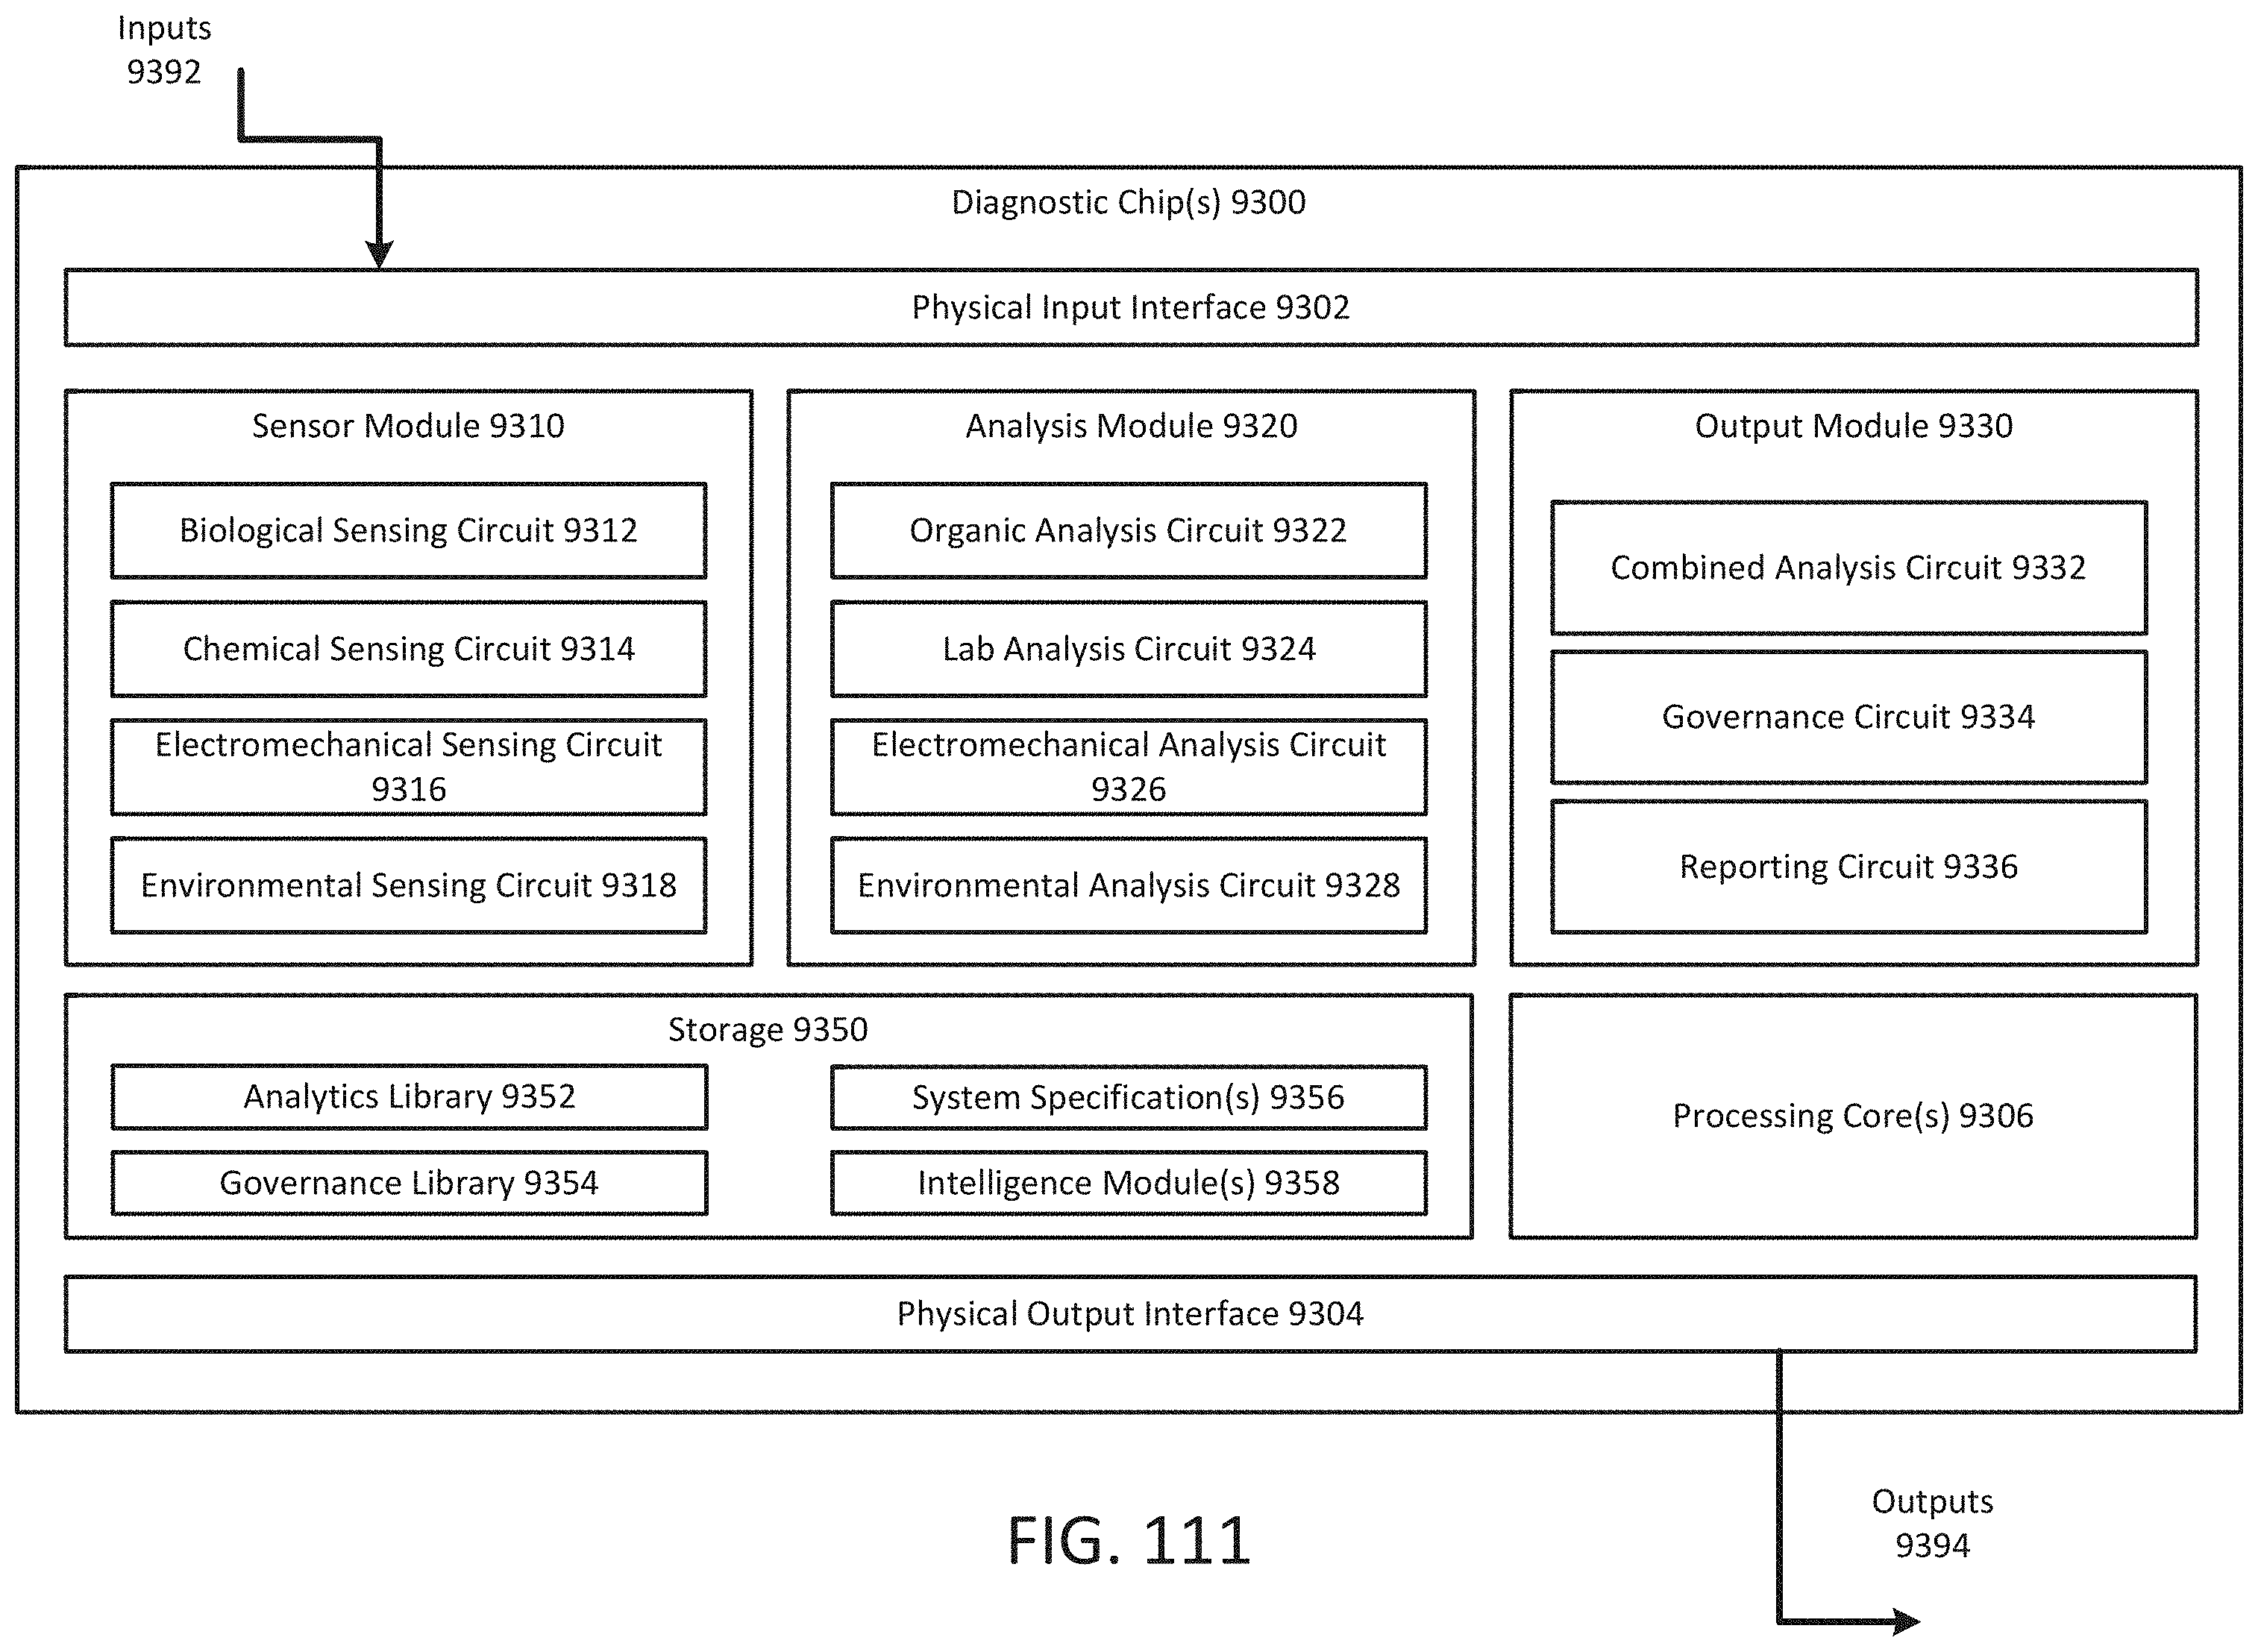 Inputs
9392
Diagnostic Chip(s) 9300
Physical Input Interface 9302
Sensor Module 9310
Biological Sensing Circuit 9312
Chemical Sensing Circuit 9314
Electromechanical Sensing Circuit
9316
Environmental Sensing Circuit 9318
Analysis Module 9320
Organic Analysis Circuit 9322
Lab Analysis Circuit 9324
Electromechanical Analysis Circuit
9326
Environmental Analysis Circuit 9328
Output Module 9330
Combined Analysis Circuit 9332
Governance Circuit 9334
Reporting Circuit 9336
Storage 9350
Analytics Library 9352
Governance Library 9354
System Specification(s) 9356
Intelligence Module(s) 9358
Processing Core(s) 9306
Physical Output Interface 9304
Outputs
9394
FIG. 111